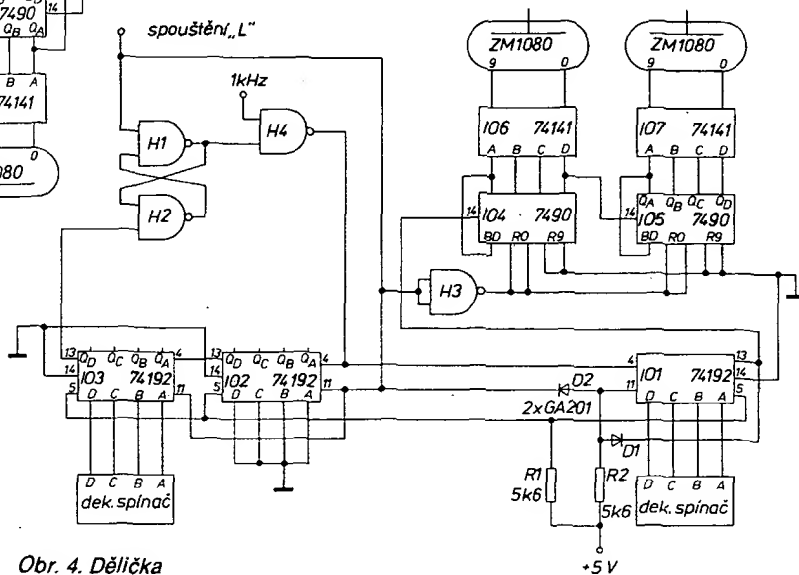 7490 14
QB QA
B A
74141
0
080
spouštění „L"
1kHz
H1
H4
H2
ZM1080
9 0
ZM1080
9 0
IO6 74141
A B C D
IO7 74141
A B C D
14
IO4 7490
BD R0 R9
QA QB QC QD
14 IO5 7490
BD R0 R9
H3
13 QD QC QB QA 4
14
5 IO3 74192 11
D C B A
13 QD QC QB QA 4
14
IO2 74192 11
5 D C B A
D2
2xGA201
D1
4 13
IO1 14
11 74192 5
D C B A
D C B A
dek. spínač
R1
5k6
R2
5k6
D C B A
dek. spínač
+5 V
Obr. 4. Dělička